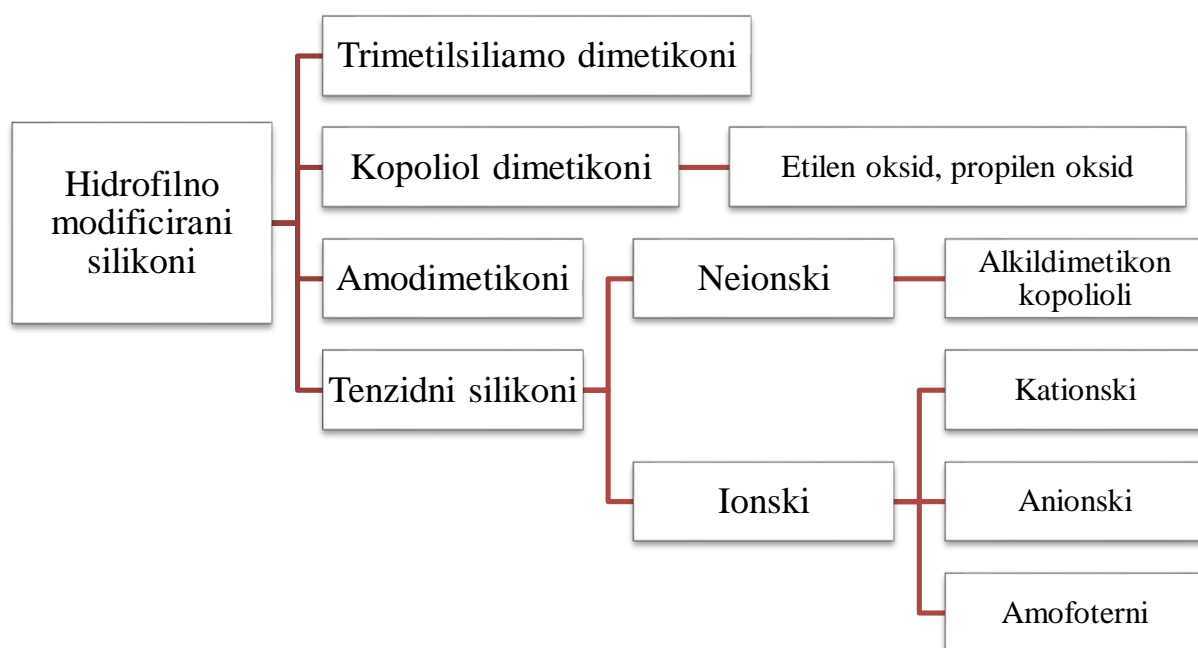 Hidrofilno
modificirani
silikoni
Trimetilsiliamo dimetikoni
Kopoliol dimetikoni
Etilen oksid, propilen oksid
Amodimetikoni
Tenzidni silikoni
Neionski
Alkildimetikon
kopolioli
Ionski
Kationski
Anionski
Amofoterni